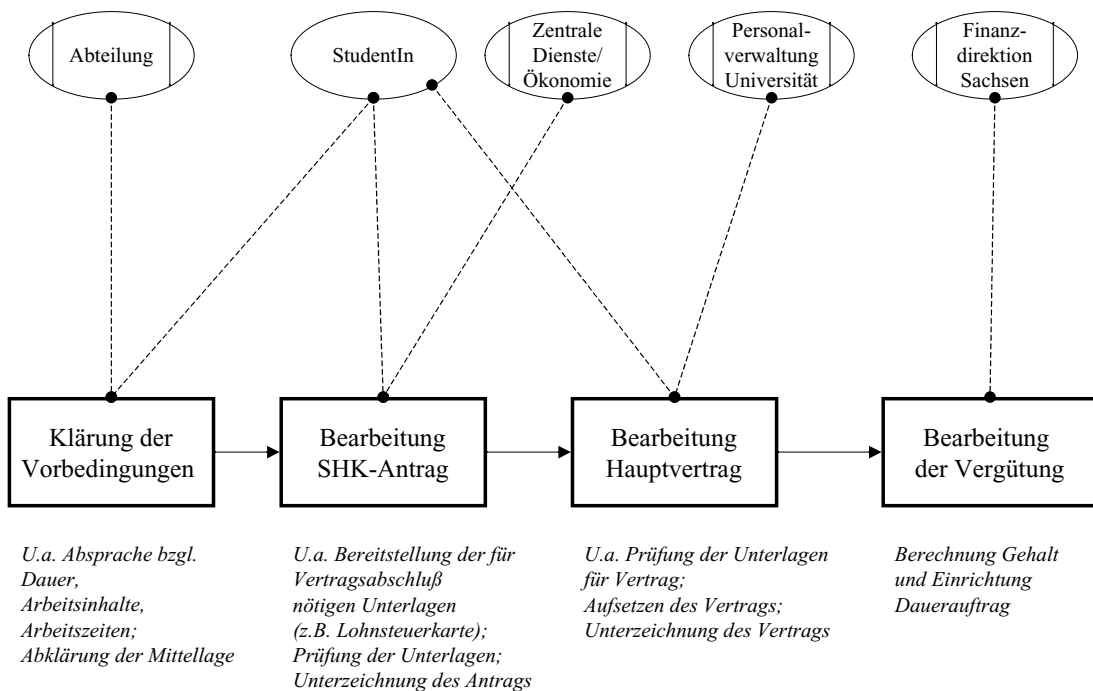 Abteilung
StudentIn
Zentrale
Dienste/
Ökonomie
Personal-
verwaltung
Universität
Finanz-
direktion
Sachsen
Klärung der
Vorbedingungen
Bearbeitung
SHK-Antrag
Bearbeitung
Hauptvertrag
Bearbeitung
der Vergütung
U.a. Absprache bzgl.
Dauer,
Arbeitsinhalte,
Arbeitszeiten;
Abklärung der Mittellage
U.a. Bereitstellung der für
Vertragsabschluß
nötigen Unterlagen
(z.B. Lohnsteuerkarte);
Prüfung der Unterlagen;
Unterzeichnung des Antrags
U.a. Prüfung der Unterlagen
für Vertrag;
Aufsetzen des Vertrags;
Unterzeichnung des Vertrags
Berechnung Gehalt
und Einrichtung
Dauerauftrag